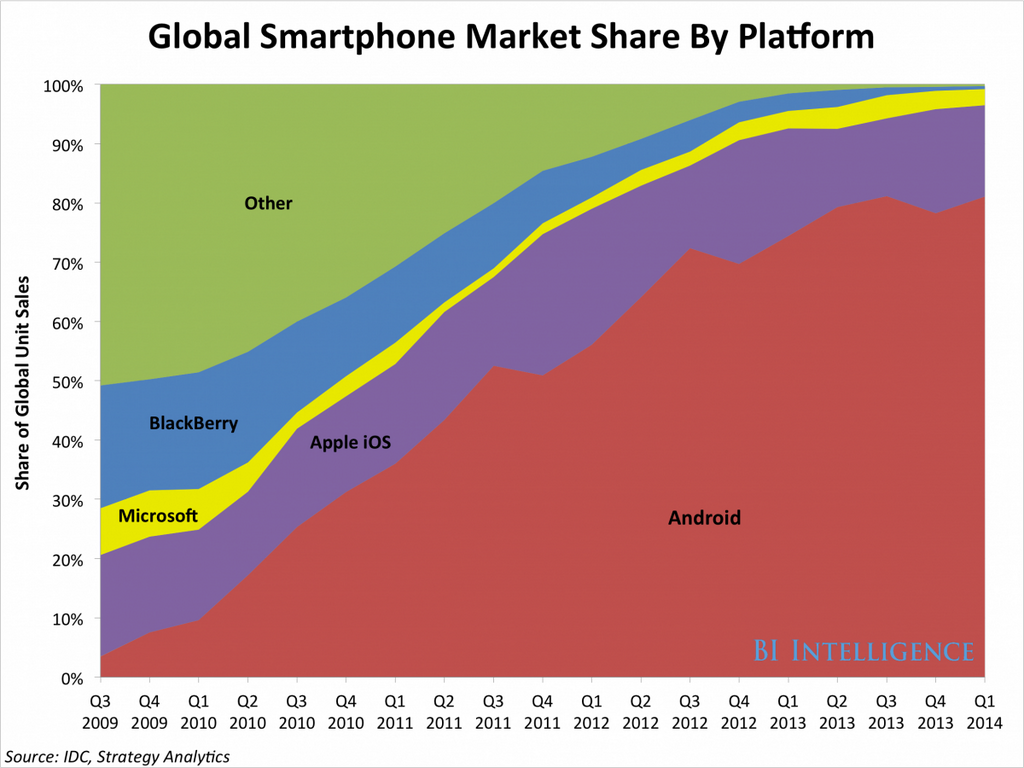 Global Smartphone Market Share By Platform
Share of Global Unit Sales
100%
90%
80%
70%
60%
50%
40%
30%
20%
10%
0%
Other
BlackBerry
Apple iOS
Microsoft
Android
BI INTELLIGENCE
Q3 Q4 Q1 Q2 Q3 Q4 Q1 Q2 Q3 Q4 Q1 Q2 Q3 Q4 Q1 Q2 Q3 Q4 Q1
2009 2009 2010 2010 2010 2010 2011 2011 2011 2011 2012 2012 2012 2012 2013 2013 2013 2013 2014
Source: IDC, Strategy Analytics